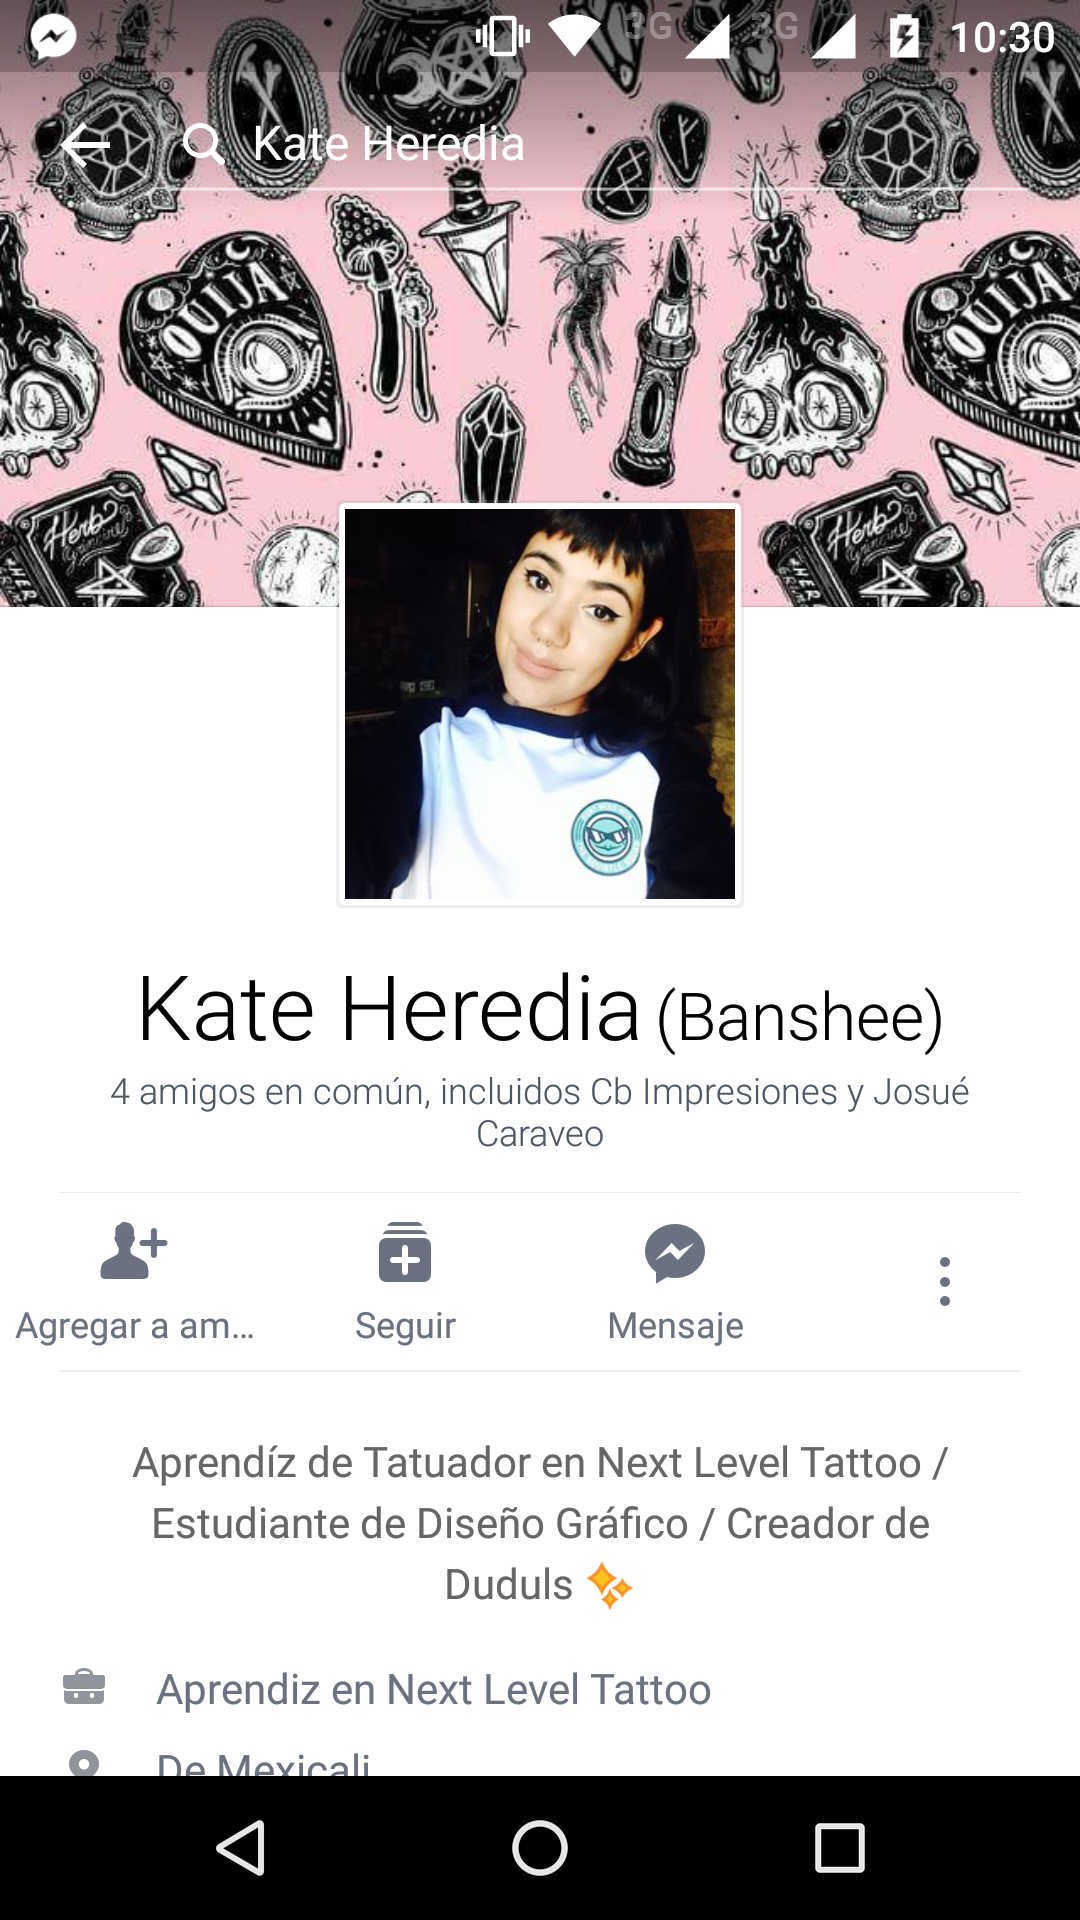 3G 3G 10:30
Kate Heredia
OUIJA
OUIJA
Herb
Herb
Kate Heredia (Banshee)
4 amigos en común, incluidos Cb Impresiones y Josué
Caraveo
Agregar a am... Seguir Mensaje
Aprendíz de Tatuador en Next Level Tattoo /
Estudiante de Diseño Gráfico / Creador de
Duduls ✨
Aprendiz en Next Level Tattoo
De Mexicali